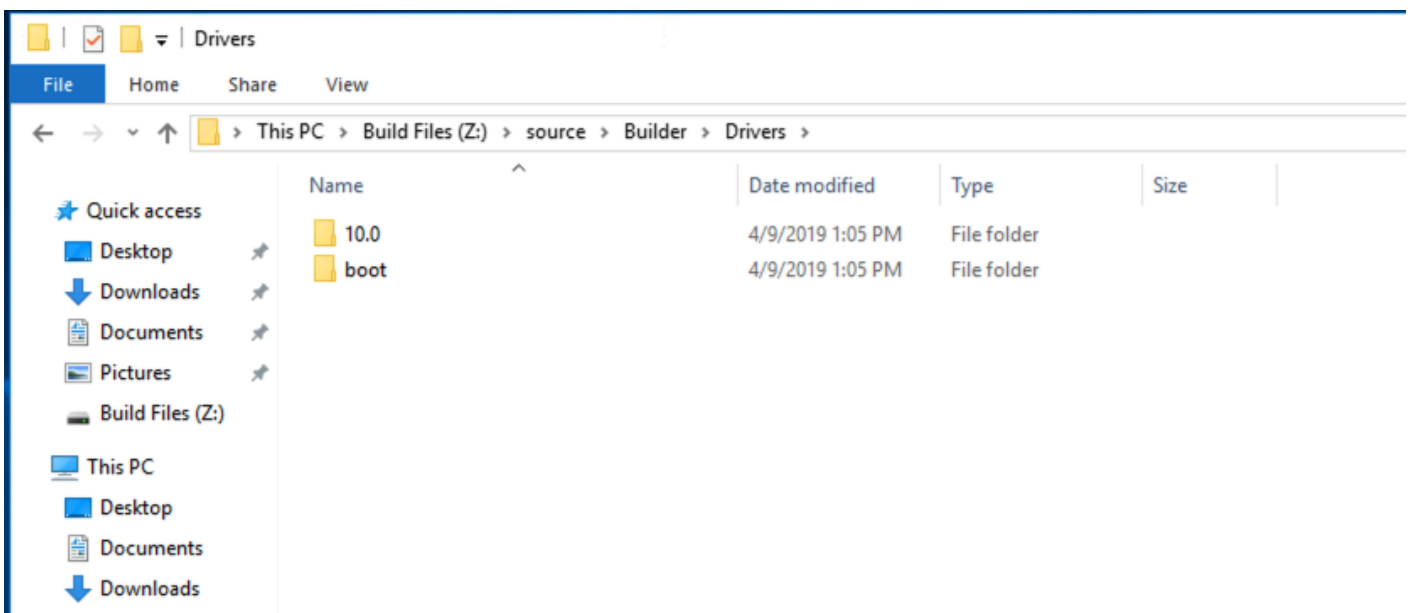 Drivers
File Home Share View
This PC > Build Files (Z:) > source > Builder > Drivers >
Name Date modified Type Size
Quick access
Desktop
Downloads
Documents
Pictures
Build Files (Z:)
This PC
Desktop
Documents
Downloads
10.0 4/9/2019 1:05 PM File folder
boot 4/9/2019 1:05 PM File folder